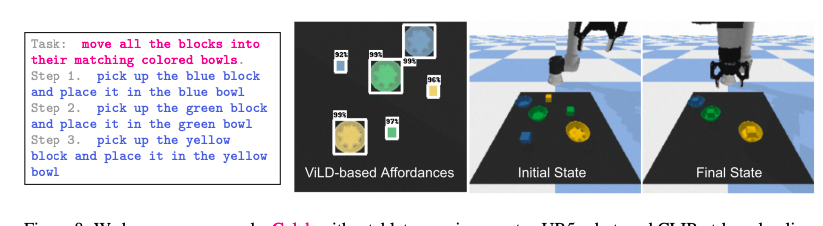 Task: move all the blocks into
their matching colored bowls.
Step 1. pick up the blue block
and place it in the blue bowl
Step 2. pick up the green block
and place it in the green bowl
Step 3. pick up the yellow
block and place it in the yellow
bowl
92%
99%
99%
96%
99%
97%
ViLD-based Affordances
Initial State
Final State